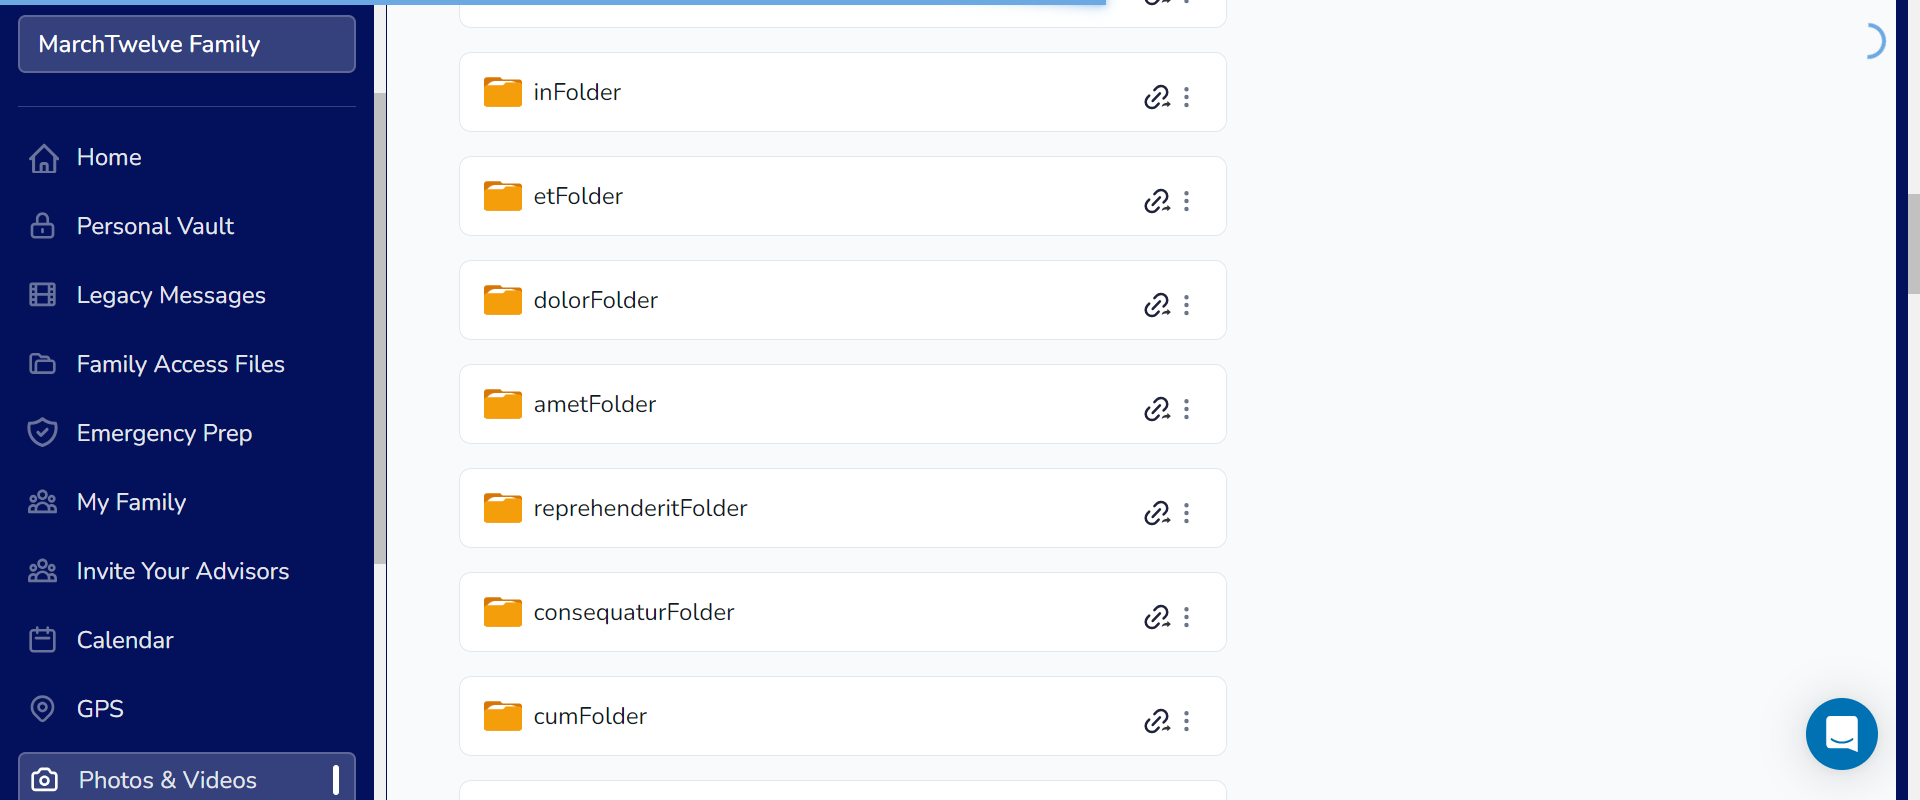 MarchTwelve Family
Home
Personal Vault
Legacy Messages
Family Access Files
Emergency Prep
My Family
Invite Your Advisors
Calendar
GPS
Photos & Videos
inFolder
etFolder
dolorFolder
ametFolder
reprehenderitFolder
consequaturFolder
cumFolder